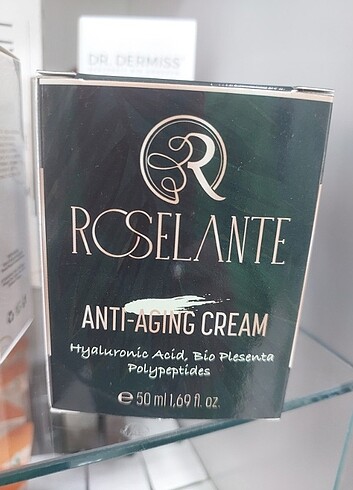 DR. DERMISS
R
ROSELANTE
ANTI-AGING CREAM
Hyaluronic Acid, Bio Plesenta
Polypeptides
℮ 50 ml 1,69 fl. oz.